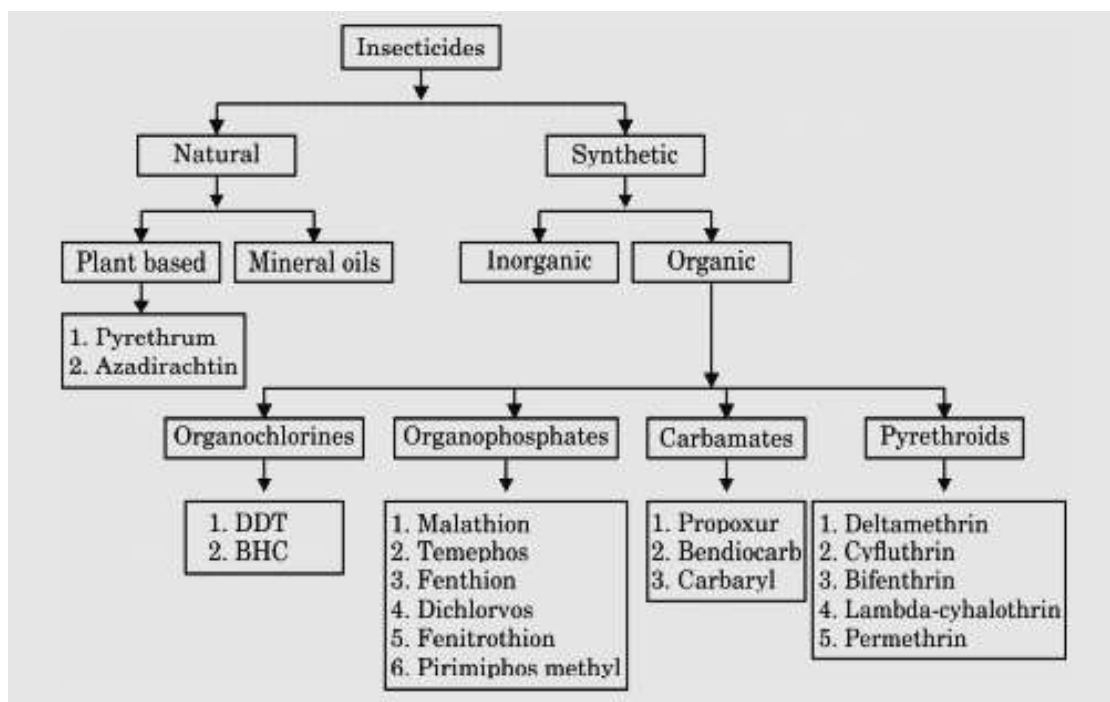 Insecticides
Natural
Synthetic
Plant based
Mineral oils
Inorganic
Organic
1. Pyrethrum
2. Azadirachtin
Organochlorines
Organophosphates
Carbamates
Pyrethroids
1. DDT
2. BHC
1. Malathion
2. Temephos
3. Fenthion
4. Dichlorvos
5. Fenitrothion
6. Pirimiphos methyl
1. Propoxur
2. Bendiocarb
3. Carbaryl
1. Deltamethrin
2. Cyfluthrin
3. Bifenthrin
4. Lambda-cyhalothrin
5. Permethrin